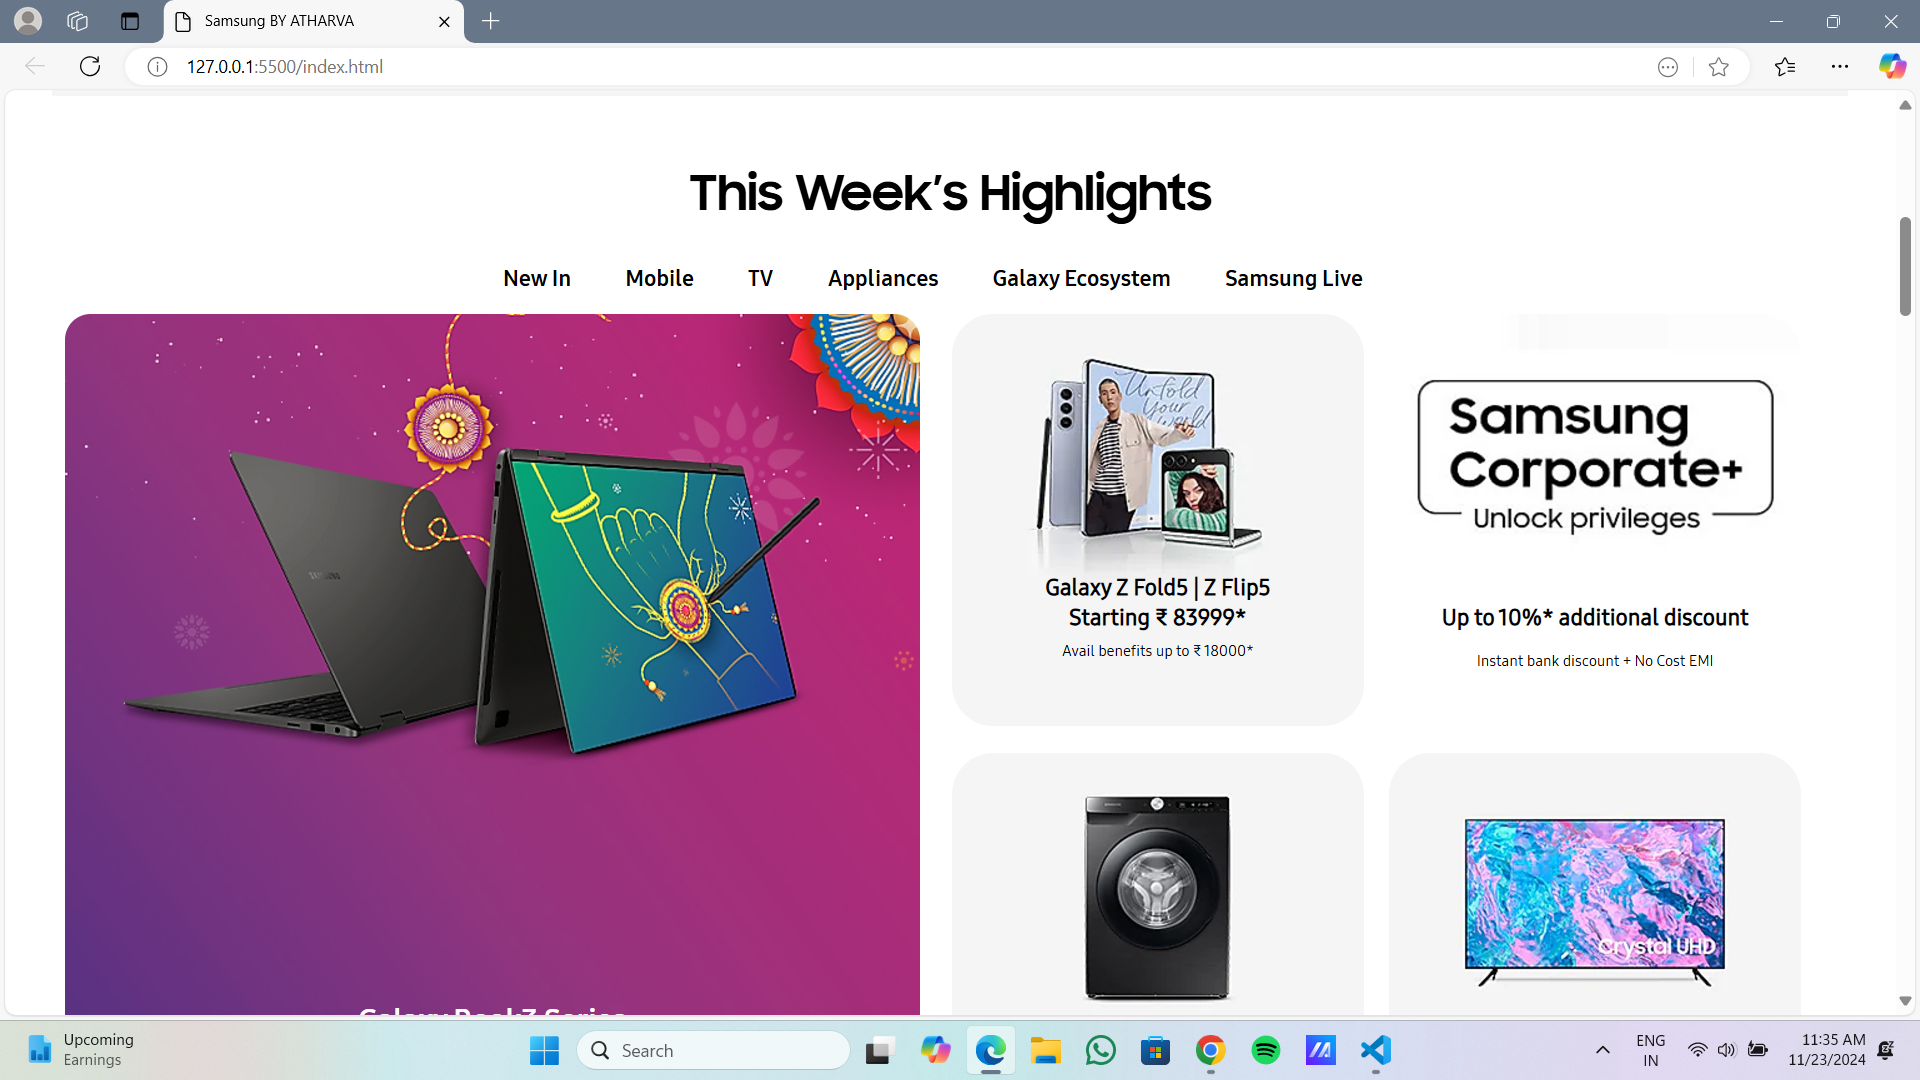 Samsung BY ATHARVA
127.0.0.1:5500/index.html
This Week’s Highlights
New In
Mobile
TV
Appliances
Galaxy Ecosystem
Samsung Live
SAMSUNG
Unfold
Your
World
Galaxy Z Fold5 | Z Flip5
Starting ₹ 83999*
Avail benefits up to ₹ 18000*
Samsung
Corporate+
Unlock privileges
Up to 10%* additional discount
Instant bank discount + No Cost EMI
Crystal UHD
Upcoming
Earnings
Search
ENG
IN
11:35 AM
11/23/2024